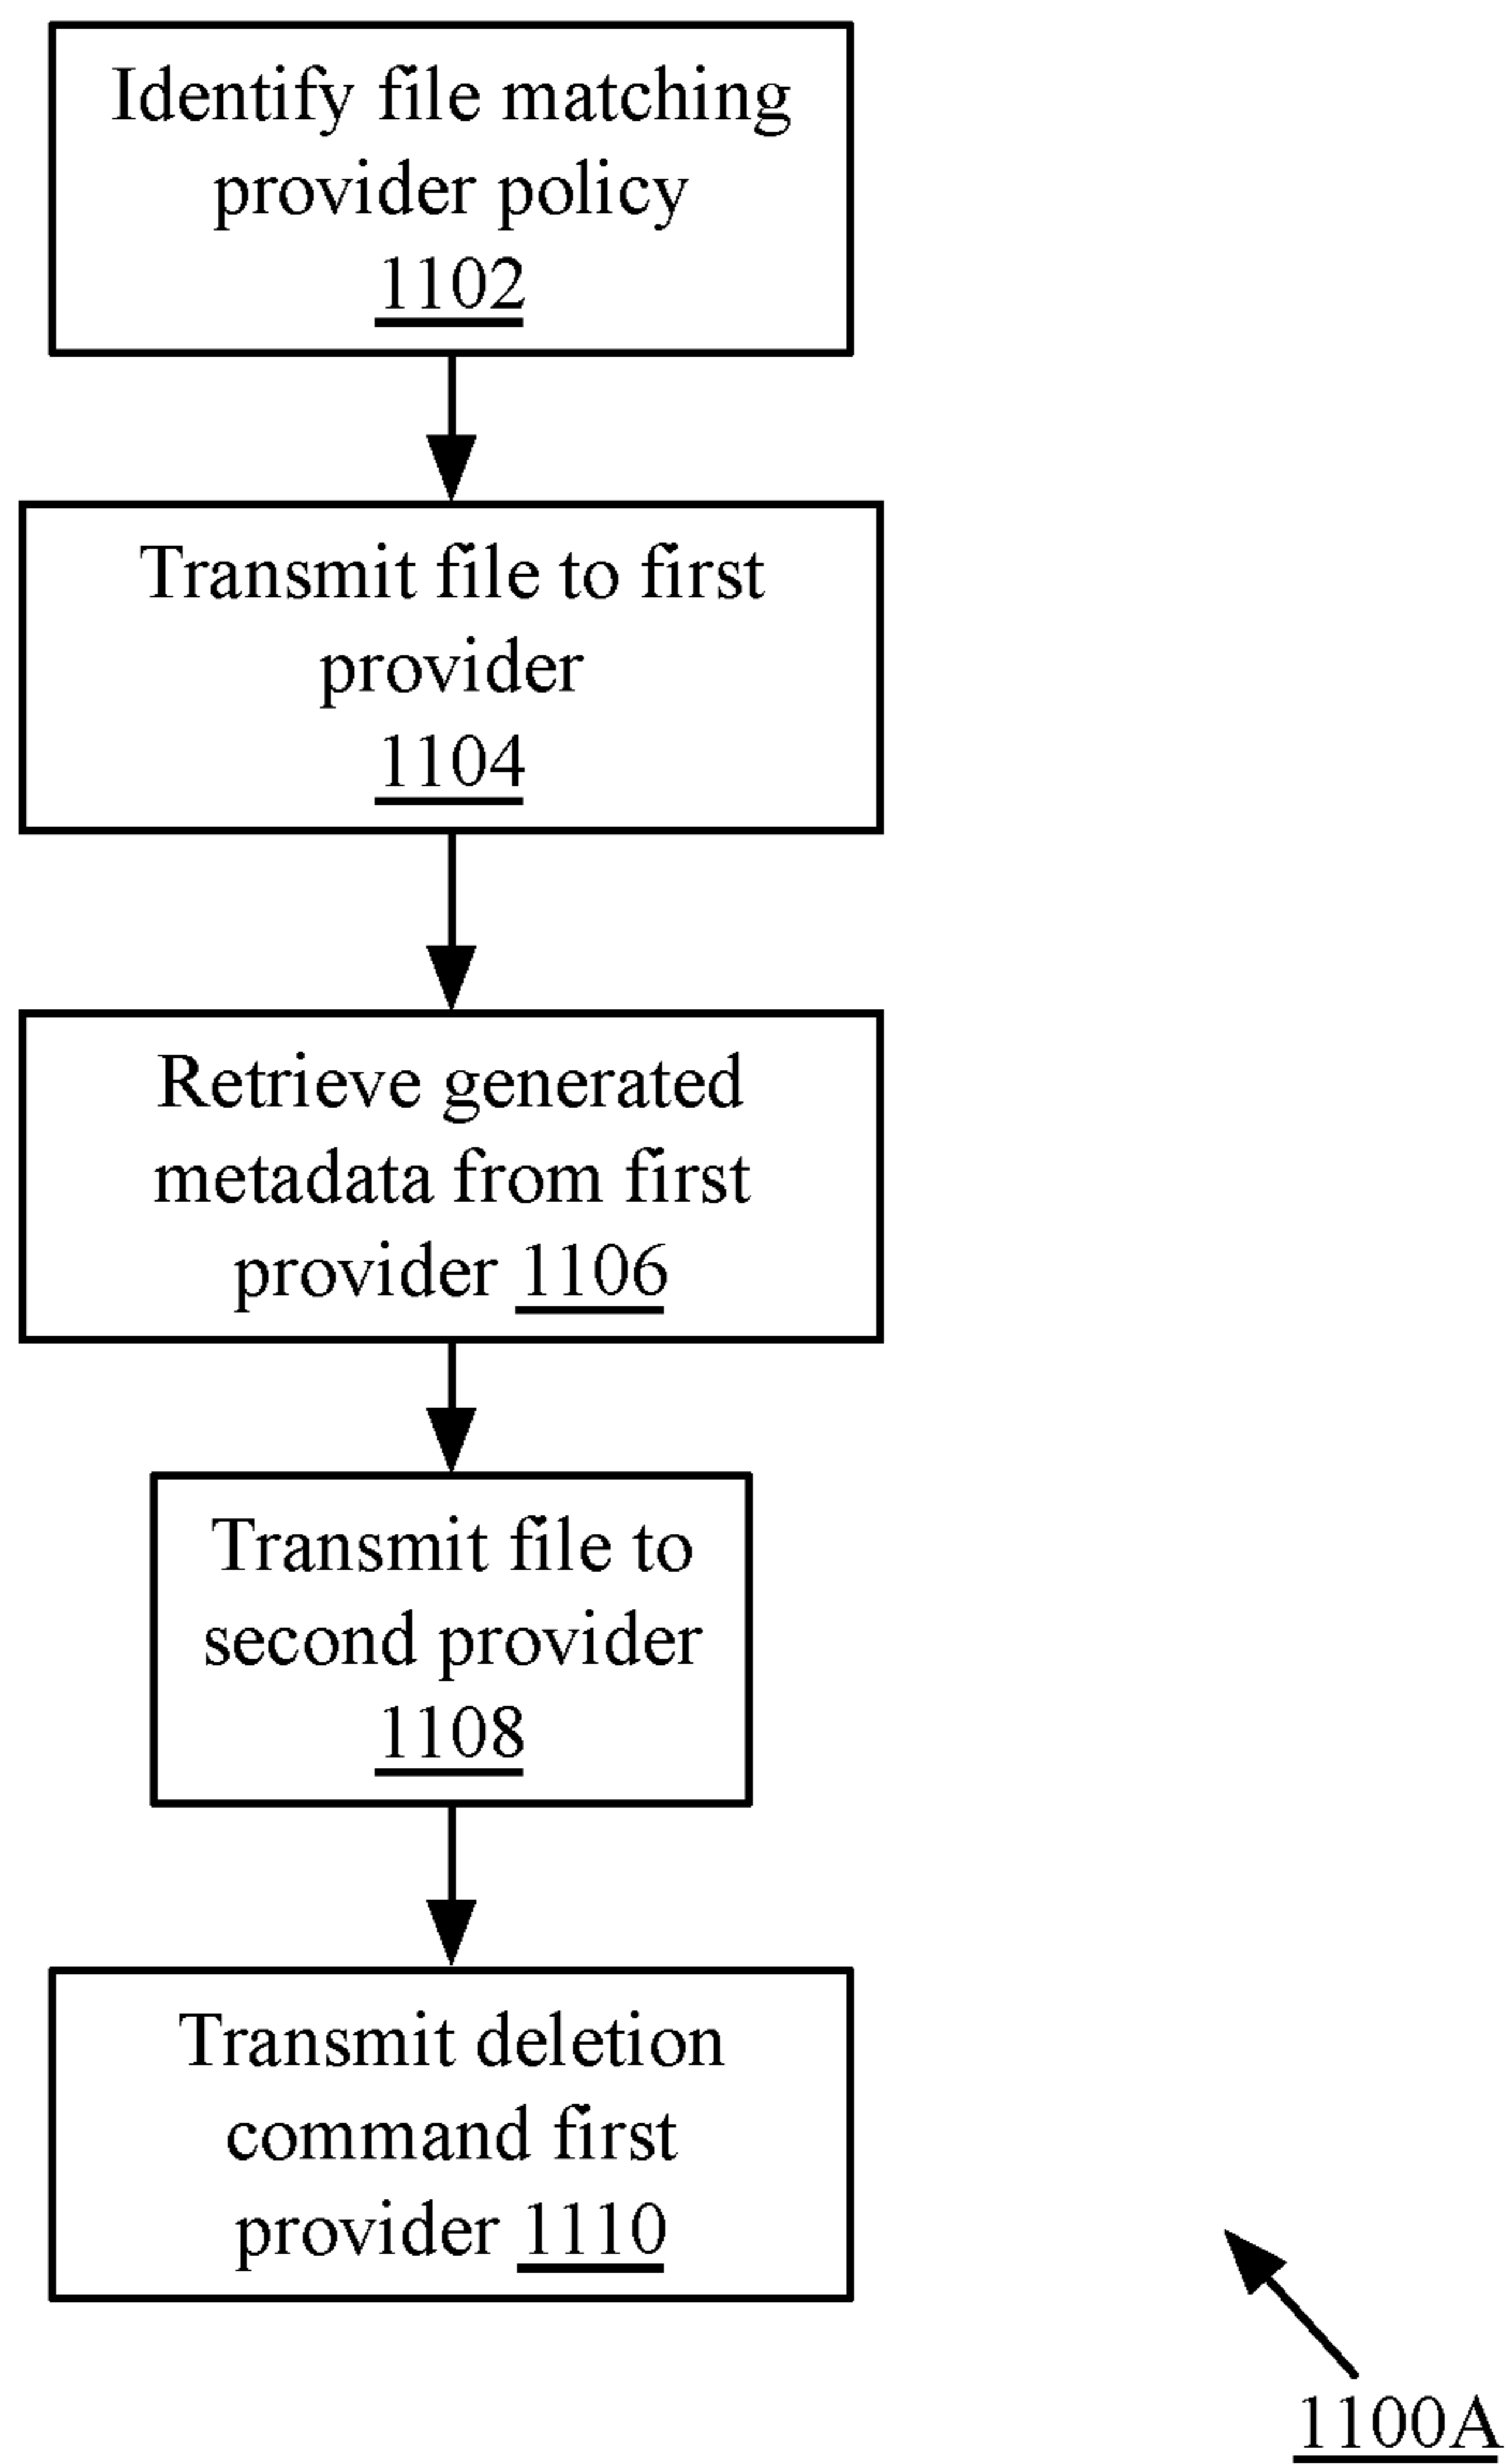 Identify file matching
provider policy
1102
Transmit file to first
provider
1104
Retrieve generated
metadata from first
provider 1106
Transmit file to
second provider
1108
Transmit deletion
command first
provider 1110
1100A